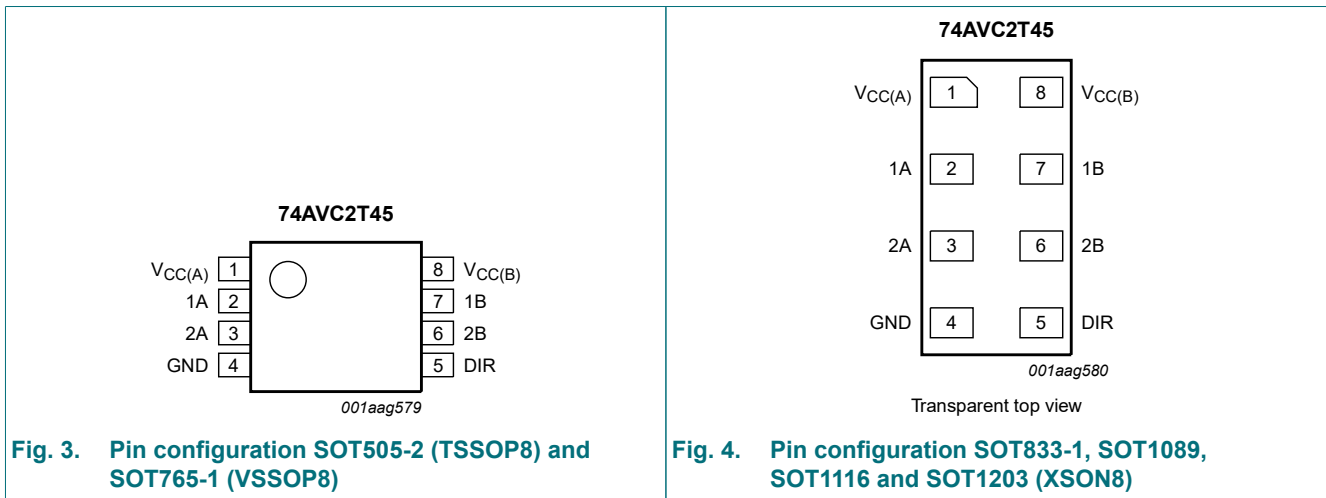 74AVC2T45
VCC(A) 1 8 VCC(B)
1A 2 7 1B
2A 3 6 2B
GND 4 5 DIR
001aag579
Fig. 3. Pin configuration SOT505-2 (TSSOP8) and
SOT765-1 (VSSOP8)
74AVC2T45
VCC(A) 1 8 VCC(B)
1A 2 7 1B
2A 3 6 2B
GND 4 5 DIR
001aag580
Transparent top view
Fig. 4. Pin configuration SOT833-1, SOT1089,
SOT1116 and SOT1203 (XSON8)